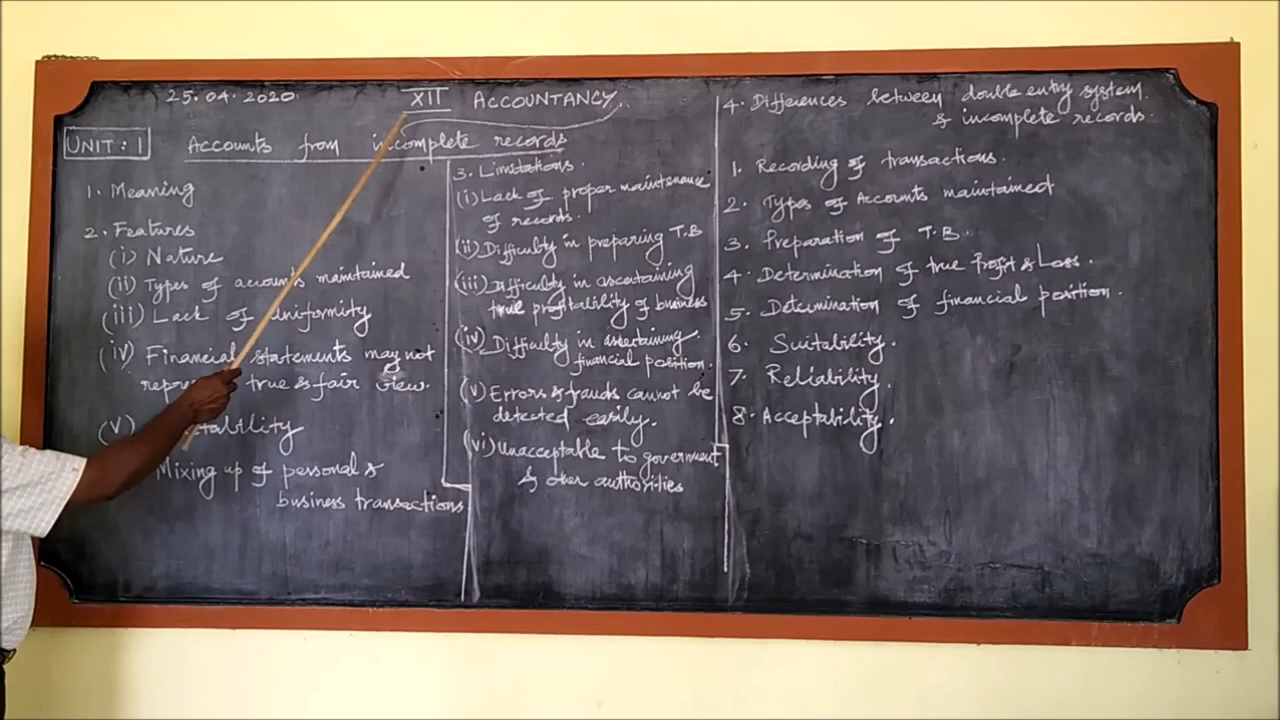 25.04.2020
XII ACCOUNTANCY
UNIT: 1
Accounts from incomplete records
1. Meaning
2. Features
(i) Nature
(ii) Types of accounts maintained
(iii) Lack of uniformity
(iv) Financial statements may not
true & fair view.
(v)
Mixing up of personal &
business transactions
3. Limitations
(i) Lack of proper maintenance
of records.
(ii) Difficulty in preparing T.B
(iii) Difficulty in ascertaining
true profitability of business
(iv) Difficulty in ascertaining
financial position.
(v) Errors & frauds cannot be
detected easily.
(vi) Unacceptable to government
& other authorities
4. Differences between double entry system
& incomplete records.
1. Recording of transactions.
2. Types of Accounts maintained
3. Preparation of T.B.
4. Determination of true Profit & Loss.
5. Determination of financial position.
6. Suitability.
7. Reliability.
8. Acceptability.